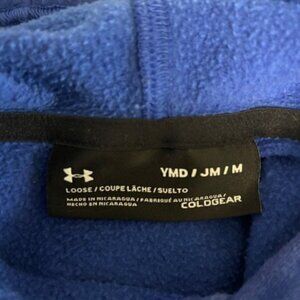 YMD / JM / M
LOOSE / COUPE LÂCHE / SUELTO
MADE IN NICARAGUA / FABRIQUÉ AU NICARAGUA /
HECHO EN NICARAGUA
COLDGEAR